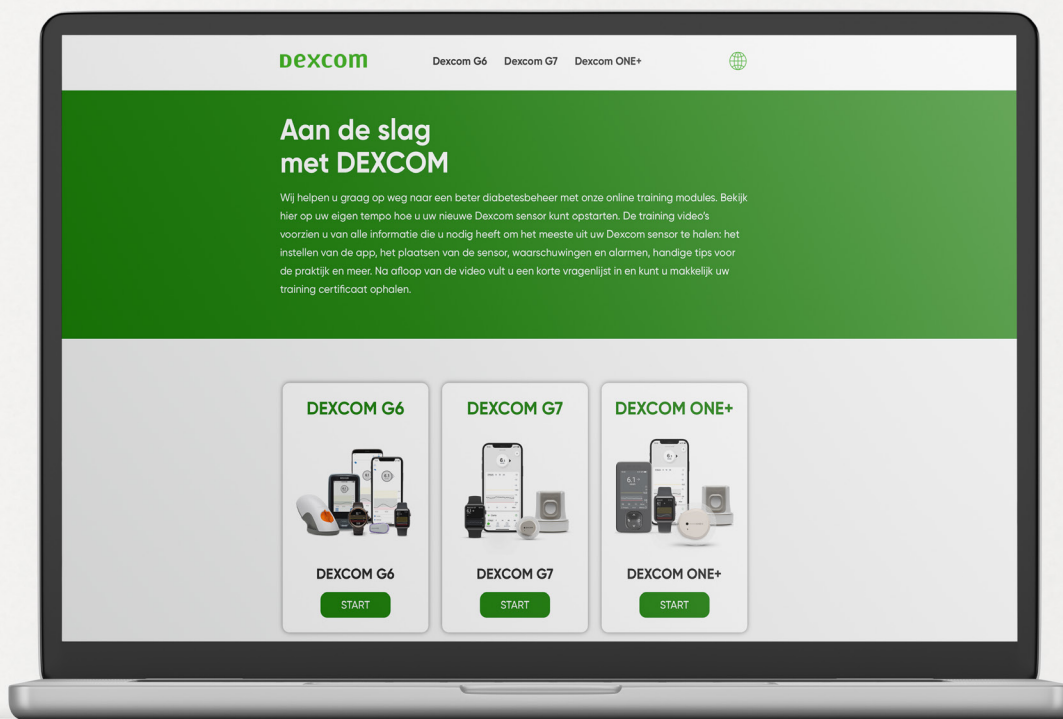 Dexcom
Dexcom G6 Dexcom G7 Dexcom ONE+
Aan de slag
met DEXCOM
Wij helpen u graag op weg naar een beter diabetesbeheer met onze online training modules. Bekijk
hier op uw eigen tempo hoe u uw nieuwe Dexcom sensor kunt opstarten. De training video's
voorzien u van alle informatie die u nodig heeft om het meeste uit uw Dexcom sensor te halen: het
instellen van de app, het plaatsen van de sensor, waarschuwingen en alarmen, handige tips voor
de praktijk en meer. Na afloop van de video vult u een korte vragenlijst in en kunt u makkelijk uw
training certificaat ophalen.
DEXCOM G6
DEXCOM G7
DEXCOM ONE+
6.1
DEXCOM G6
START
DEXCOM G7
START
DEXCOM ONE+
START